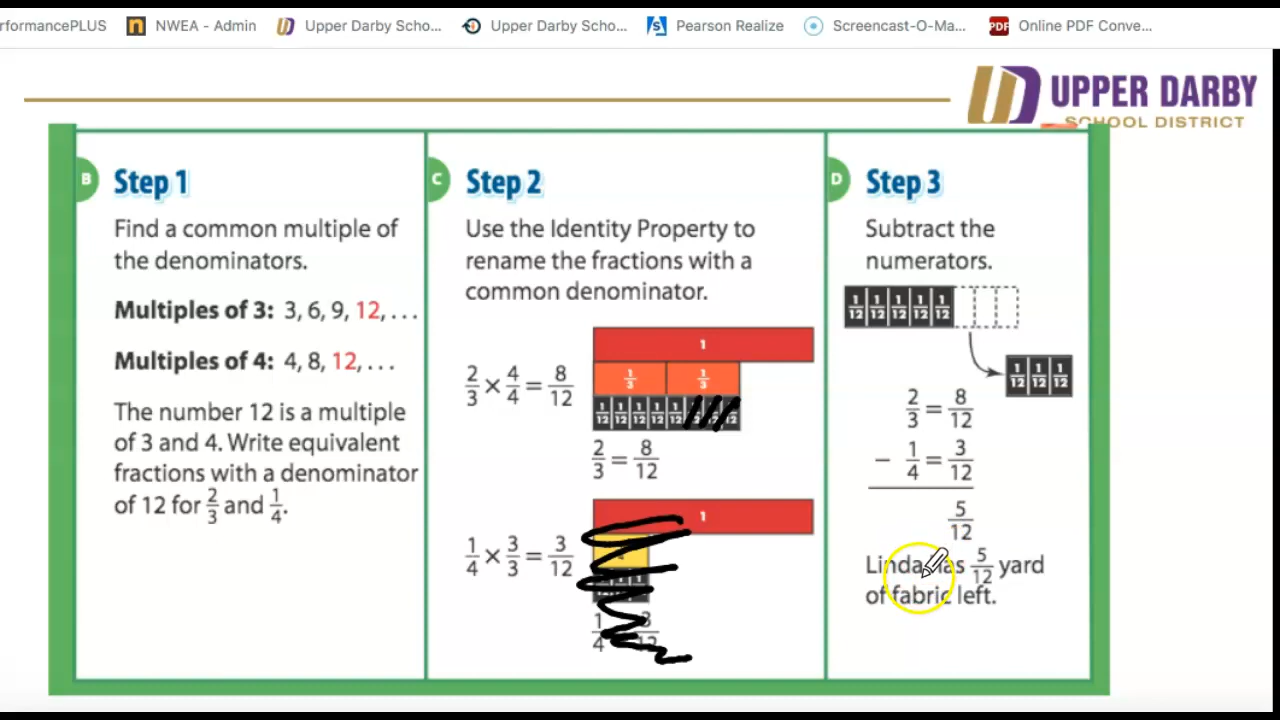 rformancePLUS NWEA - Admin Upper Darby Scho... Upper Darby Scho... Pearson Realize Screencast-O-Ma... PDF Online PDF Conve...
UPPER DARBY
SCHOOL DISTRICT
B Step 1
Find a common multiple of
the denominators.
Multiples of 3: 3, 6, 9, 12, . . .
Multiples of 4: 4, 8, 12, . . .
The number 12 is a multiple
of 3 and 4. Write equivalent
fractions with a denominator
of 12 for 2/3 and 1/4.
C Step 2
Use the Identity Property to
rename the fractions with a
common denominator.
1
1/3 1/3
2/3 × 4/4 = 8/12
1/12 1/12 1/12 1/12 1/12
2/3 = 8/12
1
1/4 × 3/3 = 3/12
1/4 3/12
D Step 3
Subtract the
numerators.
1/12 1/12 1/12 1/12 1/12
1/12 1/12 1/12
2/3 = 8/12
− 1/4 = 3/12
5/12
Linda has 5/12 yard
of fabric left.